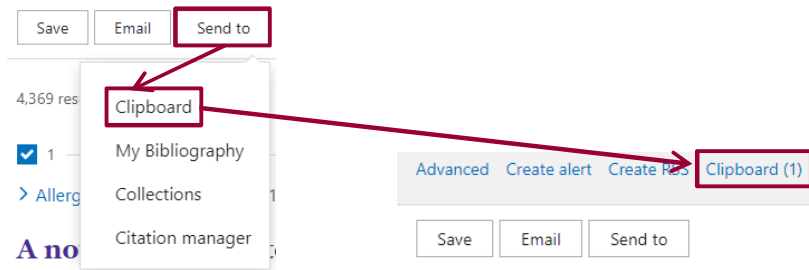 Save Email Send to
4,369 res
Clipboard
My Bibliography
Collections
Citation manager
1
Allerg
1
A no
Advanced Create alert Create RSS Clipboard (1)
Save Email Send to